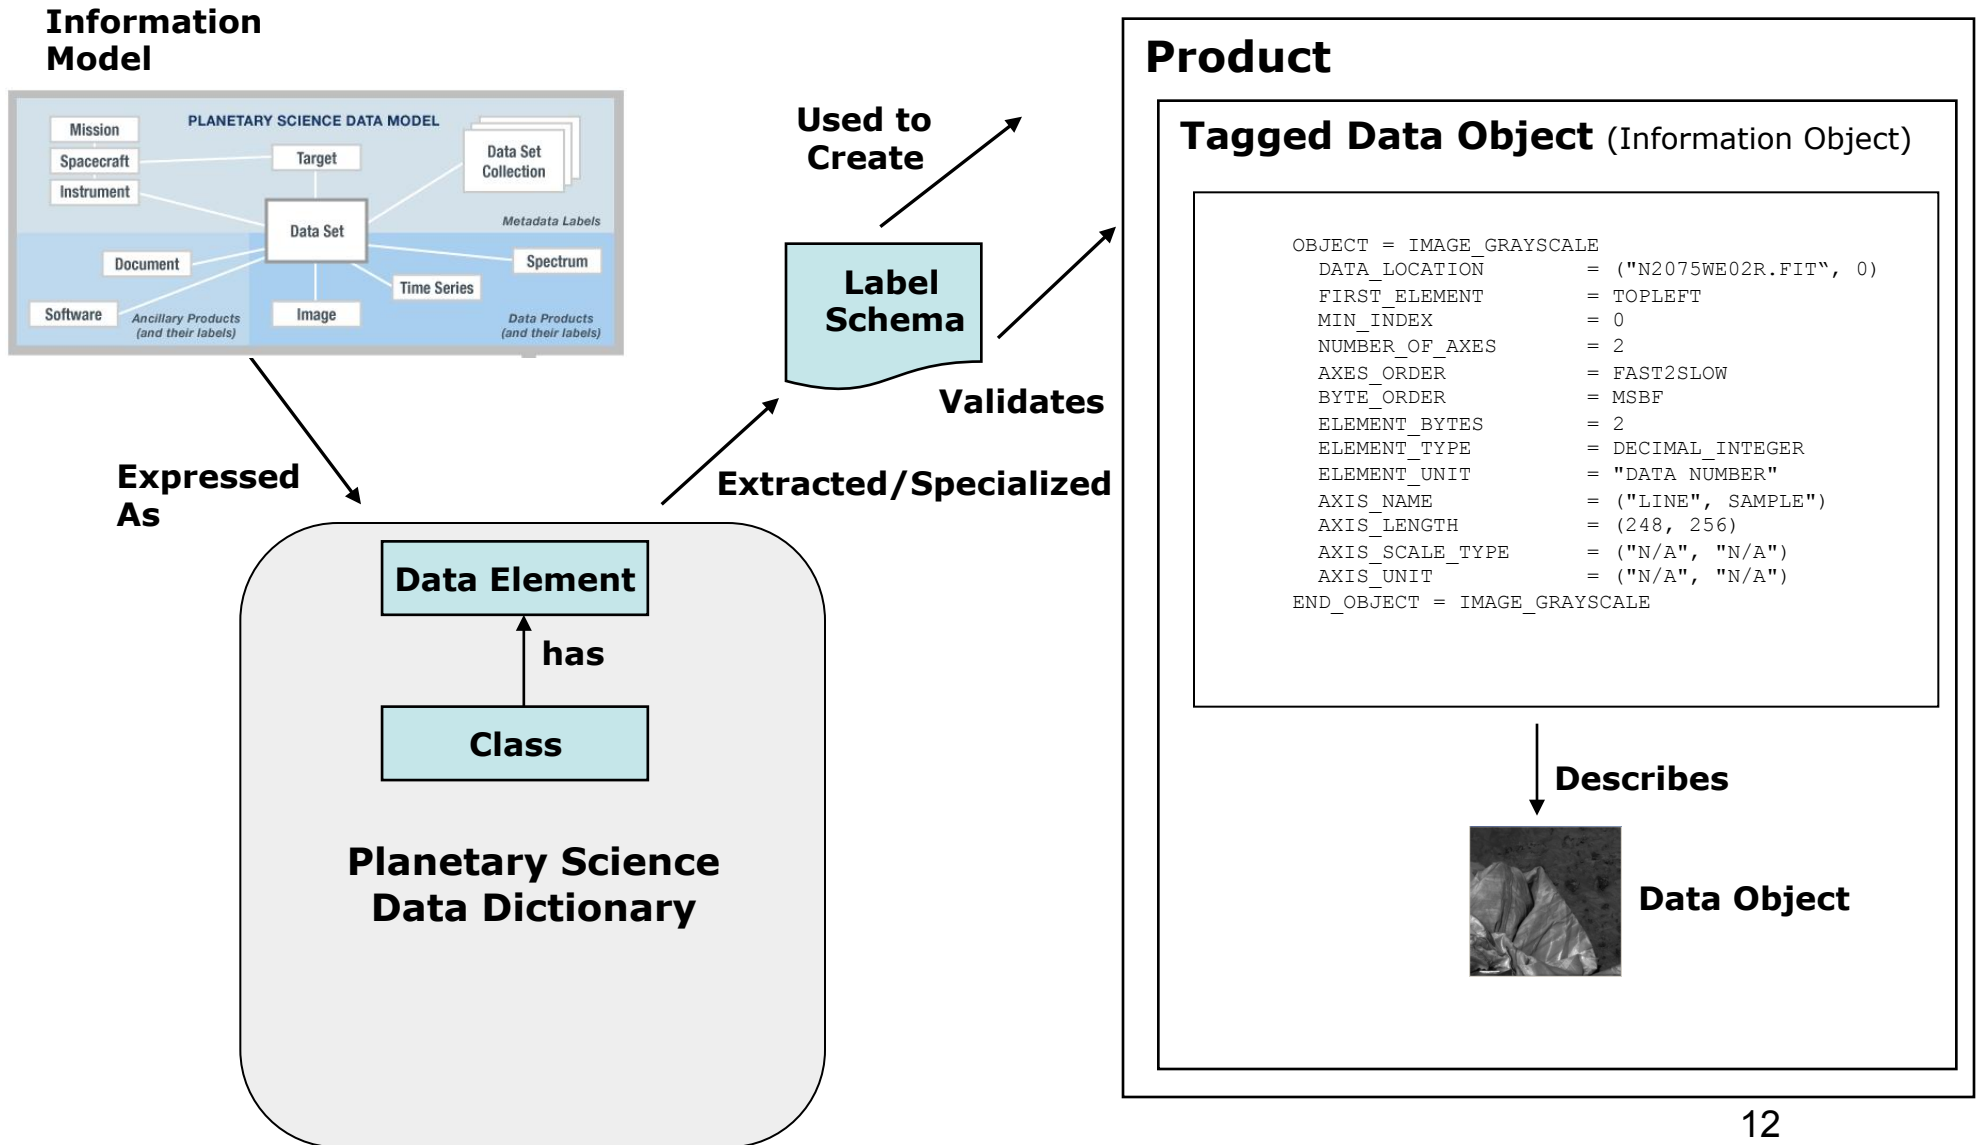 Information
Model
PLANETARY SCIENCE DATA MODEL
Mission
Spacecraft
Instrument
Target
Data Set
Collection
Data Set
Metadata Labels
Document
Software
Ancillary Products
(and their labels)
Image
Time Series
Spectrum
Data Products
(and their labels)
Expressed
As
Data Element
has
Class
Planetary Science
Data Dictionary
Extracted/Specialized
Label
Schema
Used to
Create
Validates
Product
Tagged Data Object (Information Object)
OBJECT = IMAGE_GRAYSCALE
DATA_LOCATION = ("N2075WE02R.FIT“, 0)
FIRST_ELEMENT = TOPLEFT
MIN_INDEX = 0
NUMBER_OF_AXES = 2
AXES_ORDER = FAST2SLOW
BYTE_ORDER = MSBF
ELEMENT_BYTES = 2
ELEMENT_TYPE = DECIMAL_INTEGER
ELEMENT_UNIT = "DATA NUMBER"
AXIS_NAME = ("LINE", SAMPLE")
AXIS_LENGTH = (248, 256)
AXIS_SCALE_TYPE = ("N/A", "N/A")
AXIS_UNIT = ("N/A", "N/A")
END_OBJECT = IMAGE_GRAYSCALE
Describes
Data Object
12